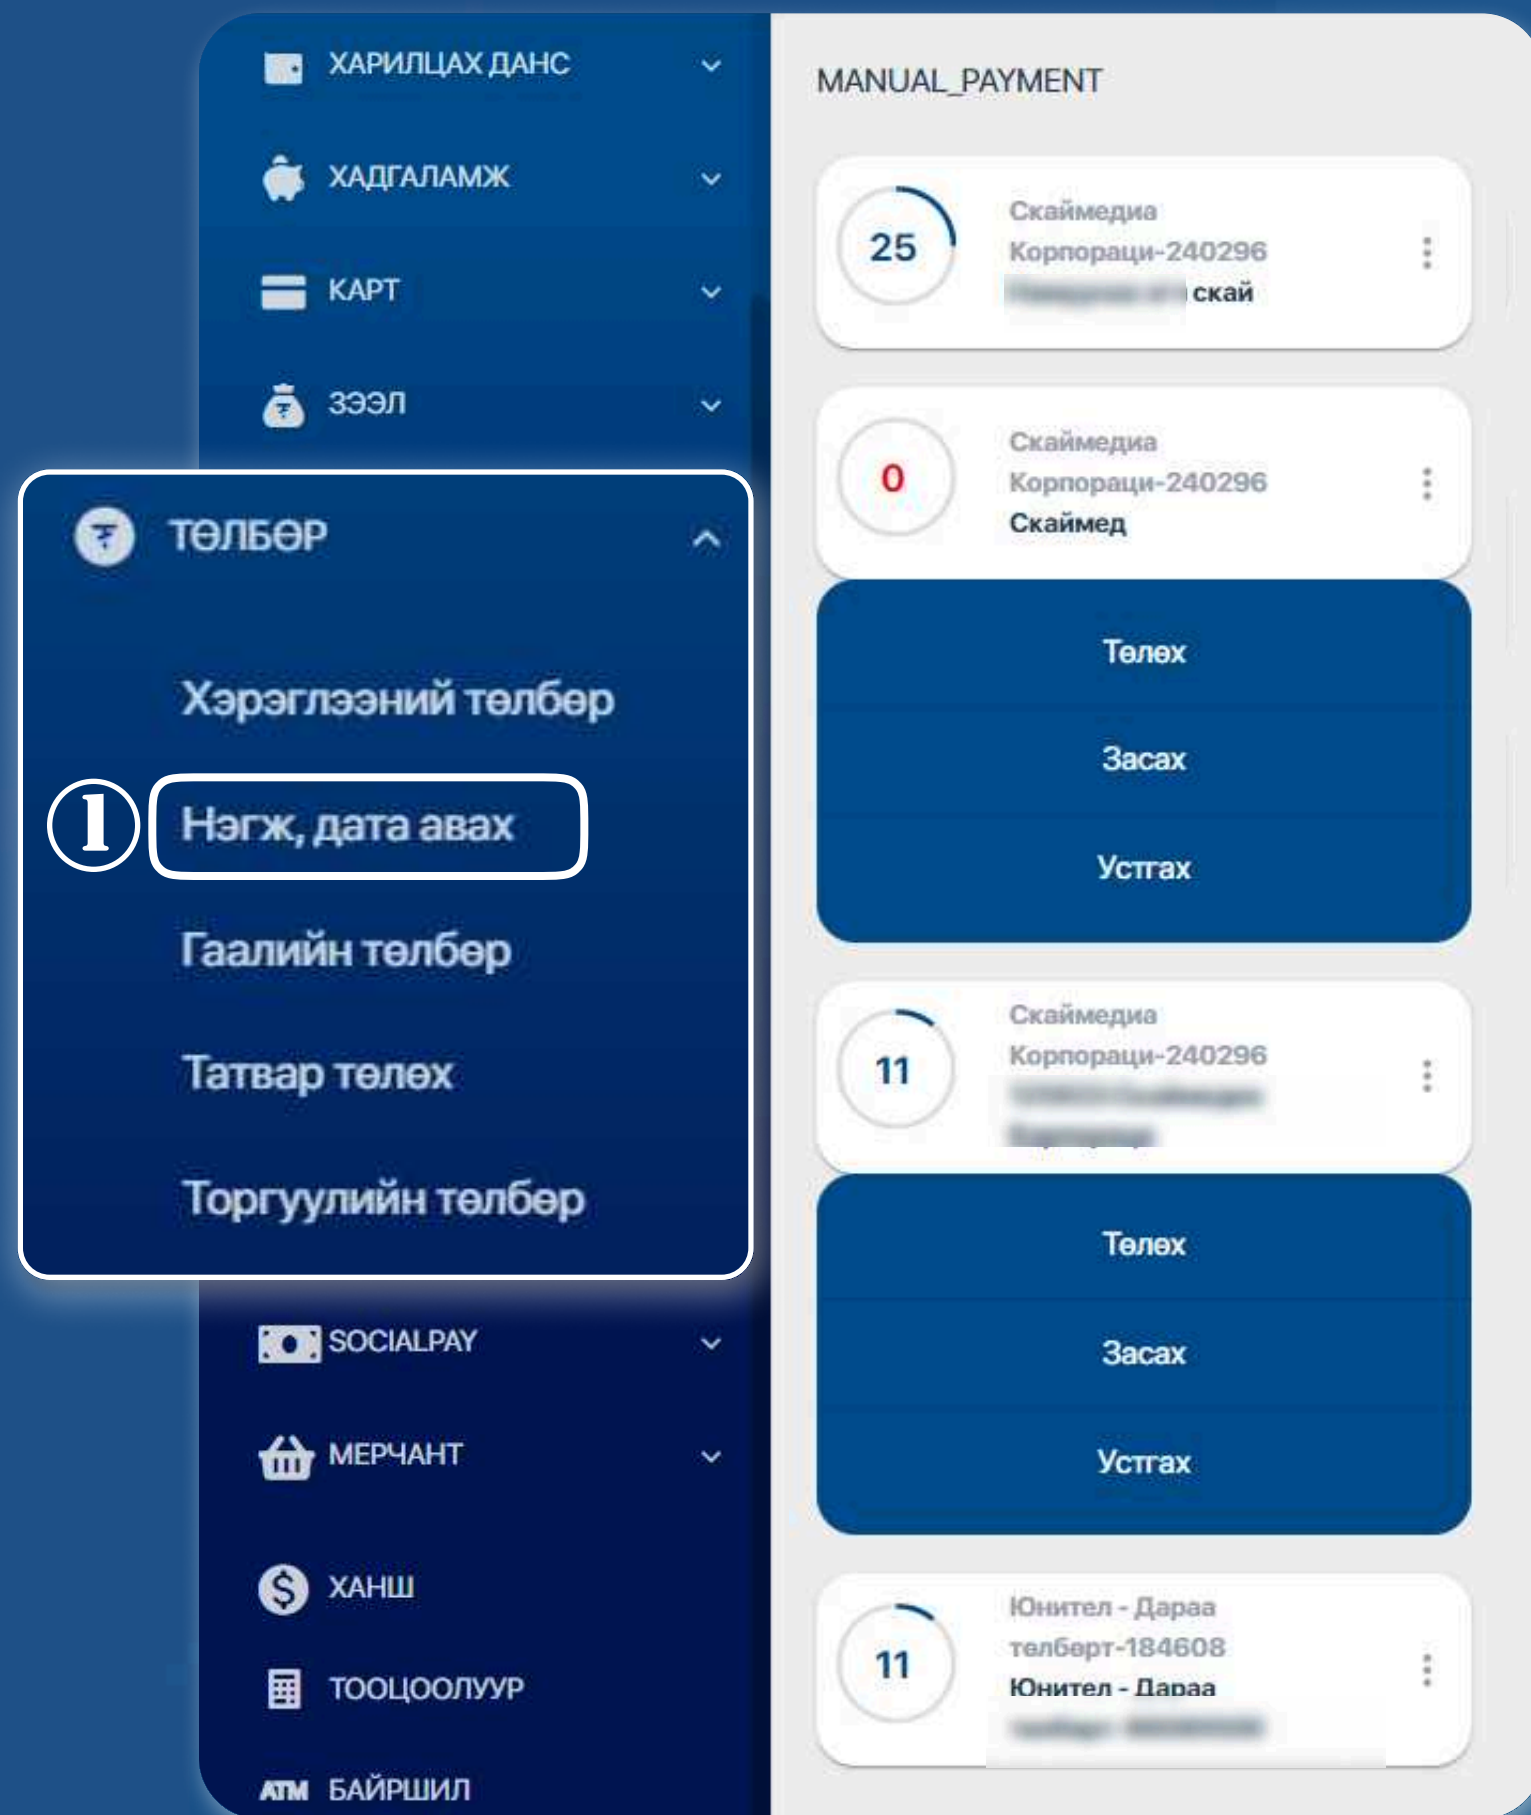 ХАРИЛЦАХ ДАНС
ХАДГАЛАМЖ
КАРТ
ЗЭЭЛ
₮ ТӨЛБӨР
Хэрэглээний төлбөр
1 Нэгж, дата авах
Гаалийн төлбөр
Татвар төлөх
Торгуулийн төлбөр
SOCIALPAY
МЕРЧАНТ
$ ХАНШ
ТООЦООЛУУР
ATM БАЙРШИЛ
MANUAL_PAYMENT
25
Скаймедиа
Корпораци-240296
скай
0
Скаймедиа
Корпораци-240296
Скаймед
Төлөх
Засах
Устгах
11
Скаймедиа
Корпораци-240296
Төлөх
Засах
Устгах
11
Юнител - Дараа
төлбөрт-184608
Юнител - Дараа